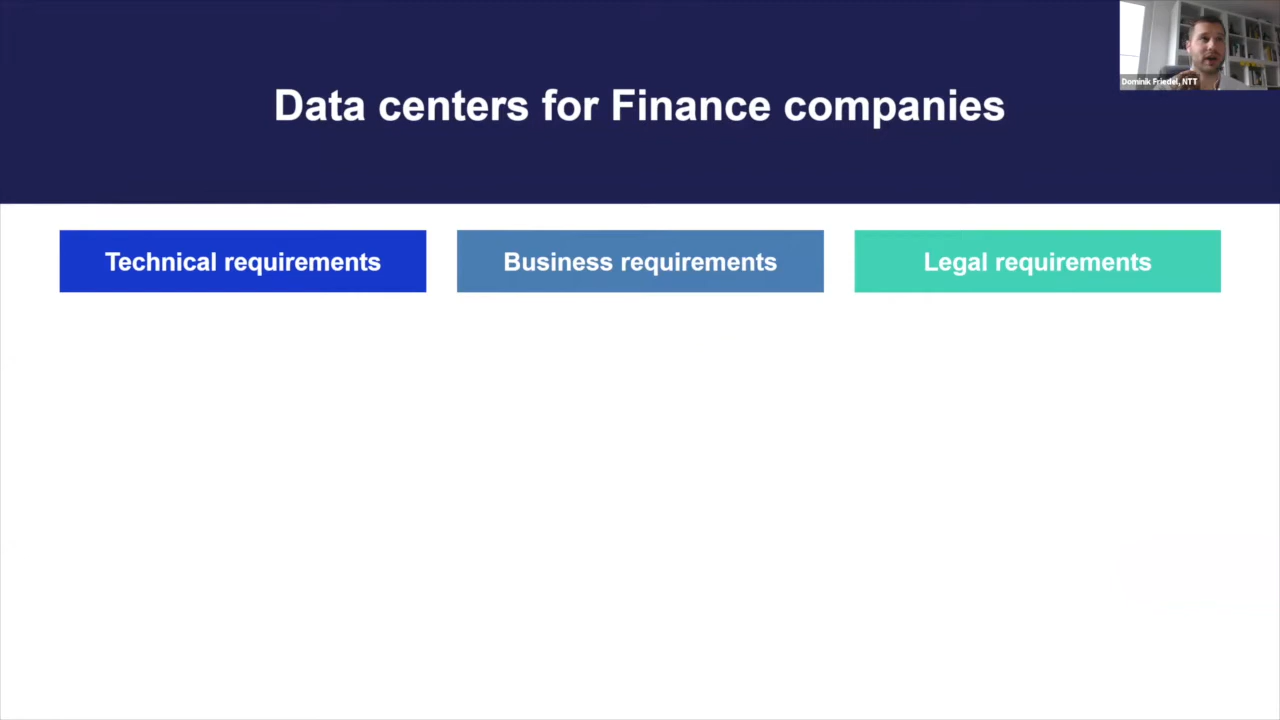 Data centers for Finance companies
Dominik Friedel, NTT
Technical requirements
Business requirements
Legal requirements